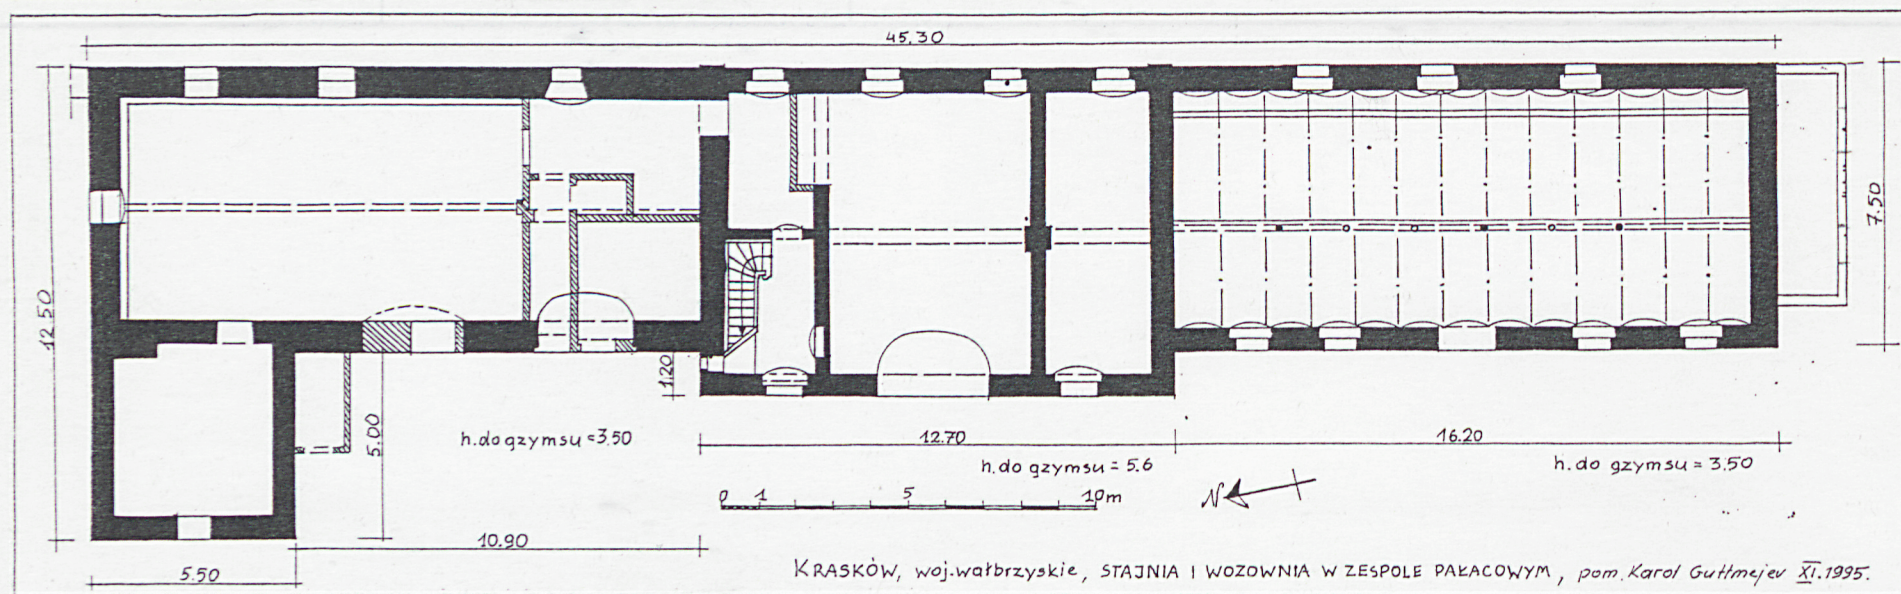 45.30
7.50
12.50
1.20
5.00
h. do gzymsu = 3.50
12.70
16.20
h. do gzymsu = 5.6
h. do gzymsu = 3.50
0 1 5 10m
N
10.90
5.50
KRASKÓW, woj. wałbrzyskie, STAJNIA I WOZOWNIA W ZESPOLE PAŁACOWYM, pom. Karol Guttmejer XI.1995.